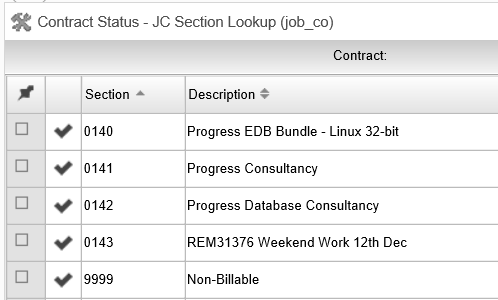 Contract Status - JC Section Lookup (job_co)
Contract:
Section Description
0140 Progress EDB Bundle - Linux 32-bit
0141 Progress Consultancy
0142 Progress Database Consultancy
0143 REM31376 Weekend Work 12th Dec
9999 Non-Billable